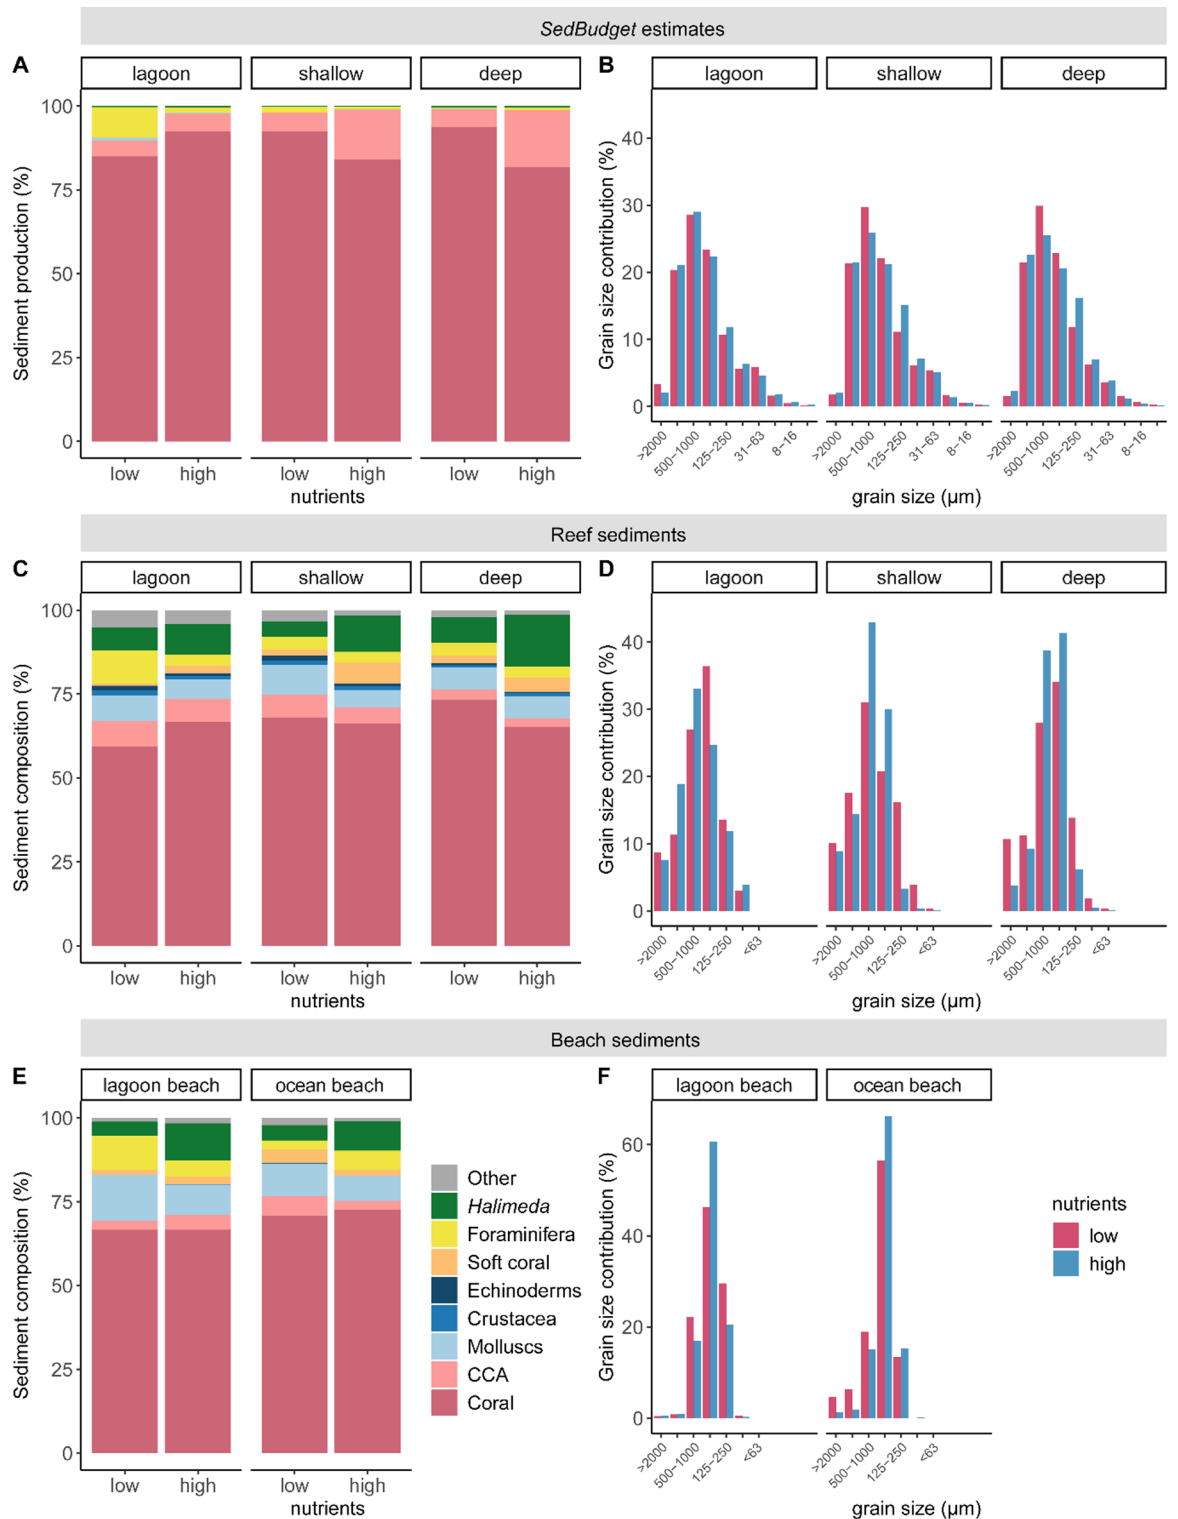 SedBudget estimates
A
lagoon
shallow
deep
Sediment production (%)
100
75
50
25
0
low
high
low
high
low
high
nutrients
B
lagoon
shallow
deep
Grain size contribution (%)
40
30
20
10
0
>2000
500−1000
125−250
31−63
8−16
>2000
500−1000
125−250
31−63
8−16
>2000
500−1000
125−250
31−63
8−16
grain size (µm)
Reef sediments
C
lagoon
shallow
deep
Sediment composition (%)
100
75
50
25
0
low
high
low
high
low
high
nutrients
D
lagoon
shallow
deep
Grain size contribution (%)
40
30
20
10
0
>2000
500−1000
125−250
<63
>2000
500−1000
125−250
<63
>2000
500−1000
125−250
<63
grain size (µm)
Beach sediments
E
lagoon beach
ocean beach
Sediment composition (%)
100
75
50
25
0
low
high
low
high
nutrients
Other
Halimeda
Foraminifera
Soft coral
Echinoderms
Crustacea
Molluscs
CCA
Coral
F
lagoon beach
ocean beach
Grain size contribution (%)
60
40
20
0
>2000
500−1000
125−250
<63
>2000
500−1000
125−250
<63
grain size (µm)
nutrients
low
high